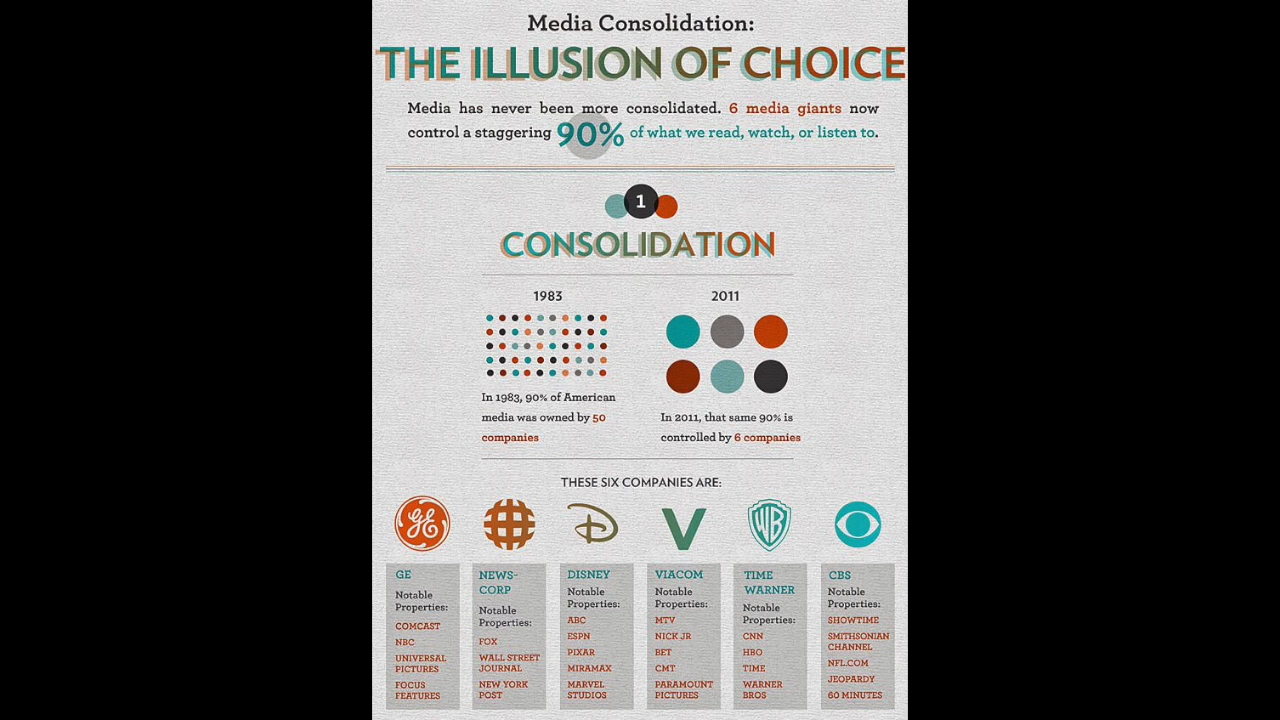 Media Consolidation:
THE ILLUSION OF CHOICE
Media has never been more consolidated. 6 media giants now
control a staggering 90% of what we read, watch, or listen to.
1
CONSOLIDATION
1983
In 1983, 90% of American
media was owned by 50
companies
2011
In 2011, that same 90% is
controlled by 6 companies
THESE SIX COMPANIES ARE:
GE
GE
Notable
Properties:
COMCAST
NBC
UNIVERSAL
PICTURES
FOCUS
FEATURES
NEWS-
CORP
Notable
Properties:
FOX
WALL STREET
JOURNAL
NEW YORK
POST
D
DISNEY
Notable
Properties:
ABC
ESPN
PIXAR
MIRAMAX
MARVEL
STUDIOS
V
VIACOM
Notable
Properties:
MTV
NICK JR
BET
CMT
PARAMOUNT
PICTURES
WB
TIME
WARNER
Notable
Properties:
CNN
HBO
TIME
WARNER
BROS
CBS
Notable
Properties:
SHOWTIME
SMITHSONIAN
CHANNEL
NFL.COM
JEOPARDY
60 MINUTES